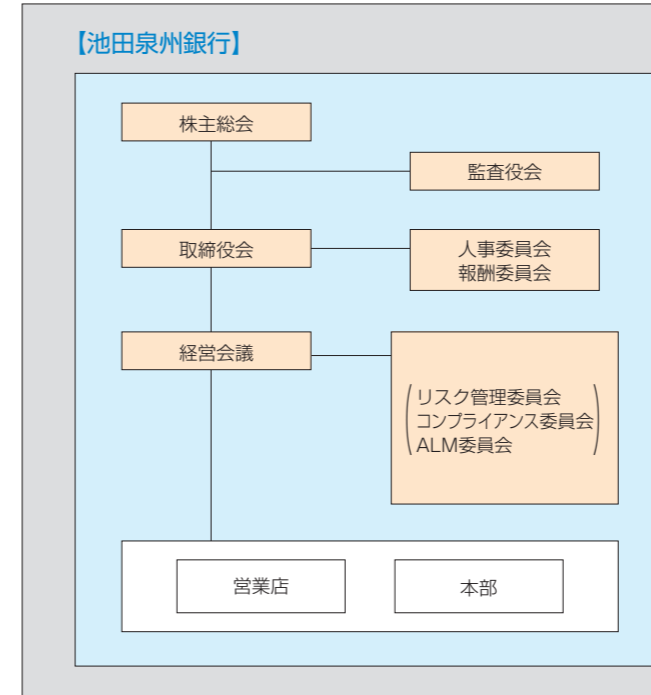 【池田泉州銀行】
株主総会
監査役会
取締役会
人事委員会
報酬委員会
経営会議
リスク管理委員会
コンプライアンス委員会
ALM委員会
営業店
本部